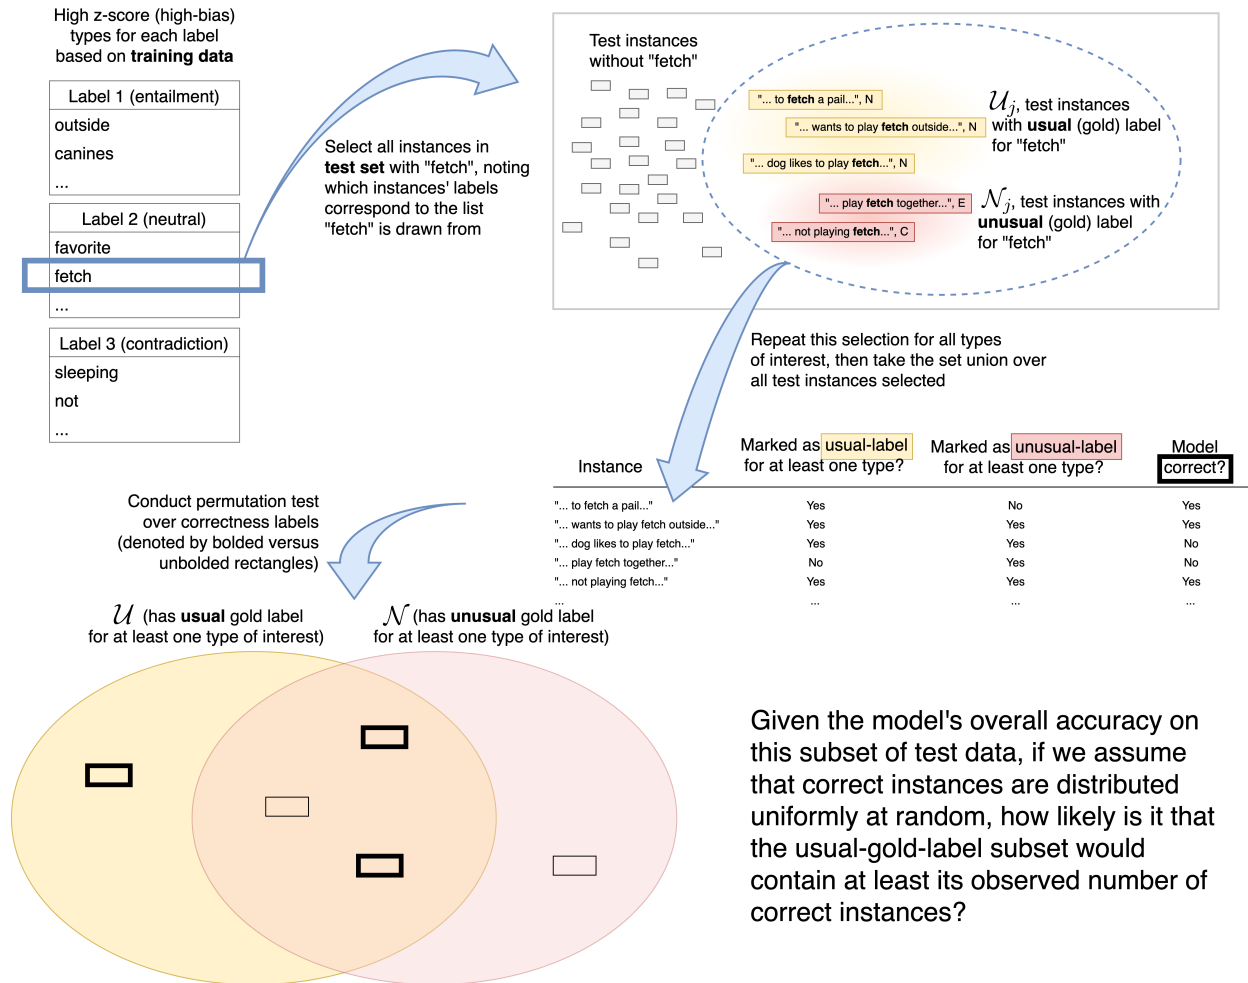 High z-score (high-bias)
types for each label
based on training data
Label 1 (entailment)
outside
canines
...
Label 2 (neutral)
favorite
fetch
...
Label 3 (contradiction)
sleeping
not
...
Select all instances in
test set with "fetch", noting
which instances' labels
correspond to the list
"fetch" is drawn from
Test instances
without "fetch"
"... to fetch a pail...", N
"... wants to play fetch outside...", N
"... dog likes to play fetch...", N
"... play fetch together...", E
"... not playing fetch...", C
𝒰j, test instances
with usual (gold) label
for "fetch"
𝒩j, test instances with
unusual (gold) label
for "fetch"
Repeat this selection for all types
of interest, then take the set union over
all test instances selected
Instance Marked as usual-label for at least one type? Marked as unusual-label for at least one type? Model correct?
"... to fetch a pail..." Yes No Yes
"... wants to play fetch outside..." Yes Yes Yes
"... dog likes to play fetch..." Yes Yes No
"... play fetch together..." No Yes No
"... not playing fetch..." Yes Yes Yes
... ... ... ...
Conduct permutation test
over correctness labels
(denoted by bolded versus
unbolded rectangles)
𝒰 (has usual gold label
for at least one type of interest)
𝒩 (has unusual gold label
for at least one type of interest)
Given the model's overall accuracy on
this subset of test data, if we assume
that correct instances are distributed
uniformly at random, how likely is it that
the usual-gold-label subset would
contain at least its observed number of
correct instances?